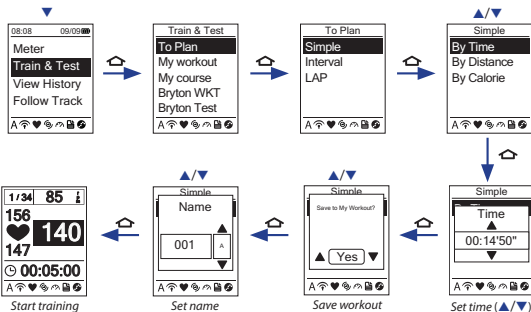 08:08 09/09
Meter
Train & Test
View History
Follow Track
Train & Test
To Plan
My workout
My course
Bryton WKT
Bryton Test
To Plan
Simple
Interval
LAP
▲/▼
Simple
By Time
By Distance
By Calorie
1/34 85
156
140
147
00:05:00
Start training
▲/▼
Simple
Name
001 A
Set name
▲/▼
Simple
Save to My Workout?
Yes
Save workout
Simple
Time
00:14'50"
Set time (▲/▼)